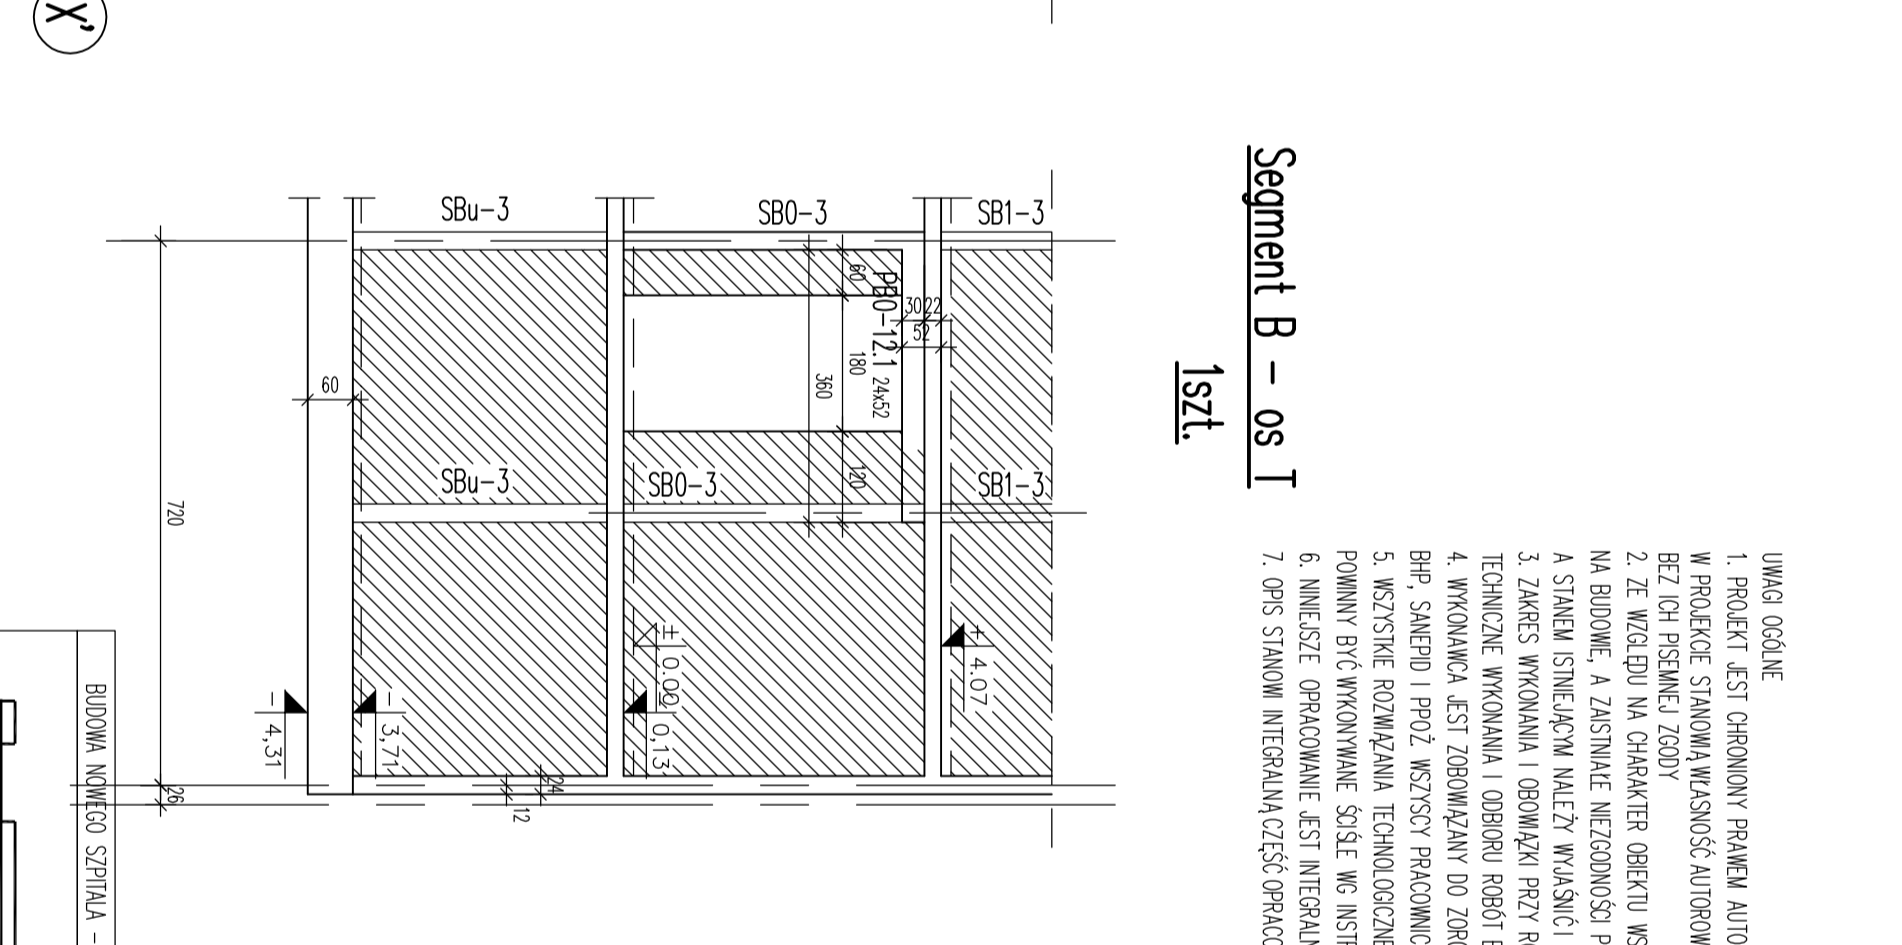 X'
Segment B - os I
1szt.
SBu-3
SB0-3
SB1-3
60
PB0-12.1 24x52
30
22
52
180
360
60
120
SBu-3
SB0-3
SB1-3
720
± 0.00
+ 4.07
- 4,31
- 3,71
0,13
24
12
26
BUDOWA NOWEGO SZPITALA -
UWAGI OGÓLNE
1. PROJEKT JEST CHRONIONY PRAWEM AUTO
W PROJEKCIE STANOWIĄ WŁASNOŚĆ AUTOROW
BEZ ICH PISEMNEJ ZGODY
2. ZE WZGLĘDU NA CHARAKTER OBIEKTU WS
NA BUDOWIE, A ZAISTNIAŁE NIEZGODNOŚCI P
A STANEM ISTNIEJĄCYM NALEŻY WYJAŚNIĆ I
3. ZAKRES WYKONANIA I OBOWIĄZKI PRZY R
TECHNICZNE WYKONANIA I ODBIORU ROBÓT
4. WYKONAWCA JEST ZOBOWIĄZANY DO ZORG
BHP, SANEPID I PPOŻ. WSZYSCY PRACOWNIC
5. WSZYSTKIE ROZWIĄZANIA TECHNOLOGICZNE
POWINNY BYĆ WYKONYWANE ŚCIŚLE WG INST
6. NINIEJSZE OPRACOWANIE JEST INTEGRALN
7. OPIS STANOWI INTEGRALNĄ CZĘŚĆ OPRACO